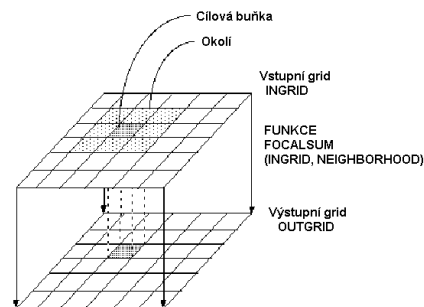 Cílová buňka
Okolí
Vstupní grid
INGRID
FUNKCE
FOCALSUM
(INGRID, NEIGHBORHOOD)
Výstupní grid
OUTGRID